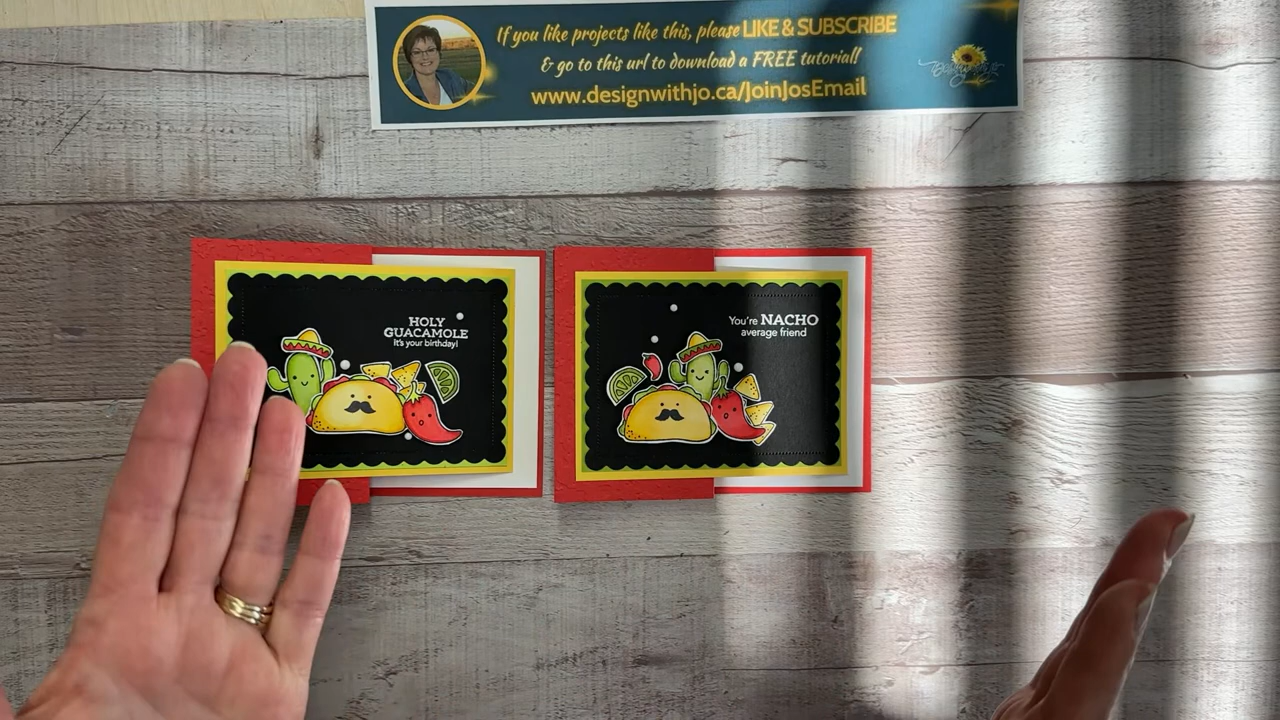 If you like projects like this, please LIKE & SUBSCRIBE
& go to this url to download a FREE tutorial!
www.designwithjo.ca/JoinJosEmail
HOLY
GUACAMOLE
It's your birthday!
You're NACHO
average friend